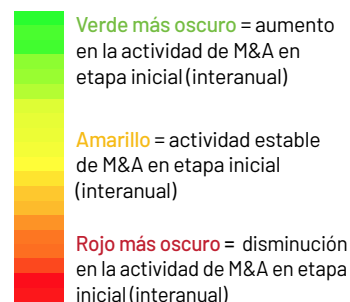 Verde más oscuro = aumento
en la actividad de M&A en
etapa inicial (interanual)
Amarillo = actividad estable
de M&A en etapa inicial
(interanual)
Rojo más oscuro = disminución
en la actividad de M&A en etapa
inicial (interanual)